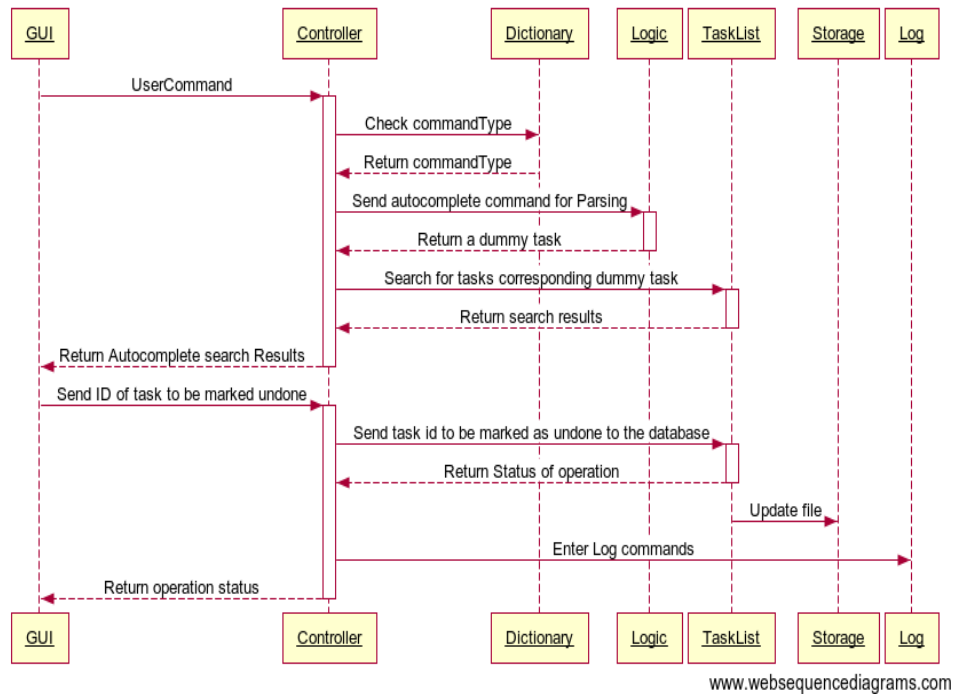 GUI Controller Dictionary Logic TaskList Storage Log
UserCommand
Check commandType
Return commandType
Send autocomplete command for Parsing
Return a dummy task
Search for tasks corresponding dummy task
Return search results
Return Autocomplete search Results
Send ID of task to be marked undone
Send task id to be marked as undone to the database
Return Status of operation
Update file
Enter Log commands
Return operation status
GUI Controller Dictionary Logic TaskList Storage Log
www.websequencediagrams.com